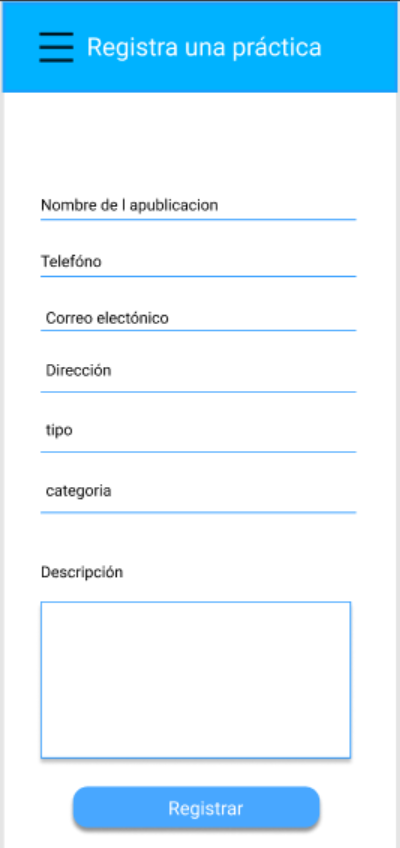 Registra una práctica
Nombre de l apublicacion
Telefóno
Correo electónico
Dirección
tipo
categoria
Descripción
Registrar